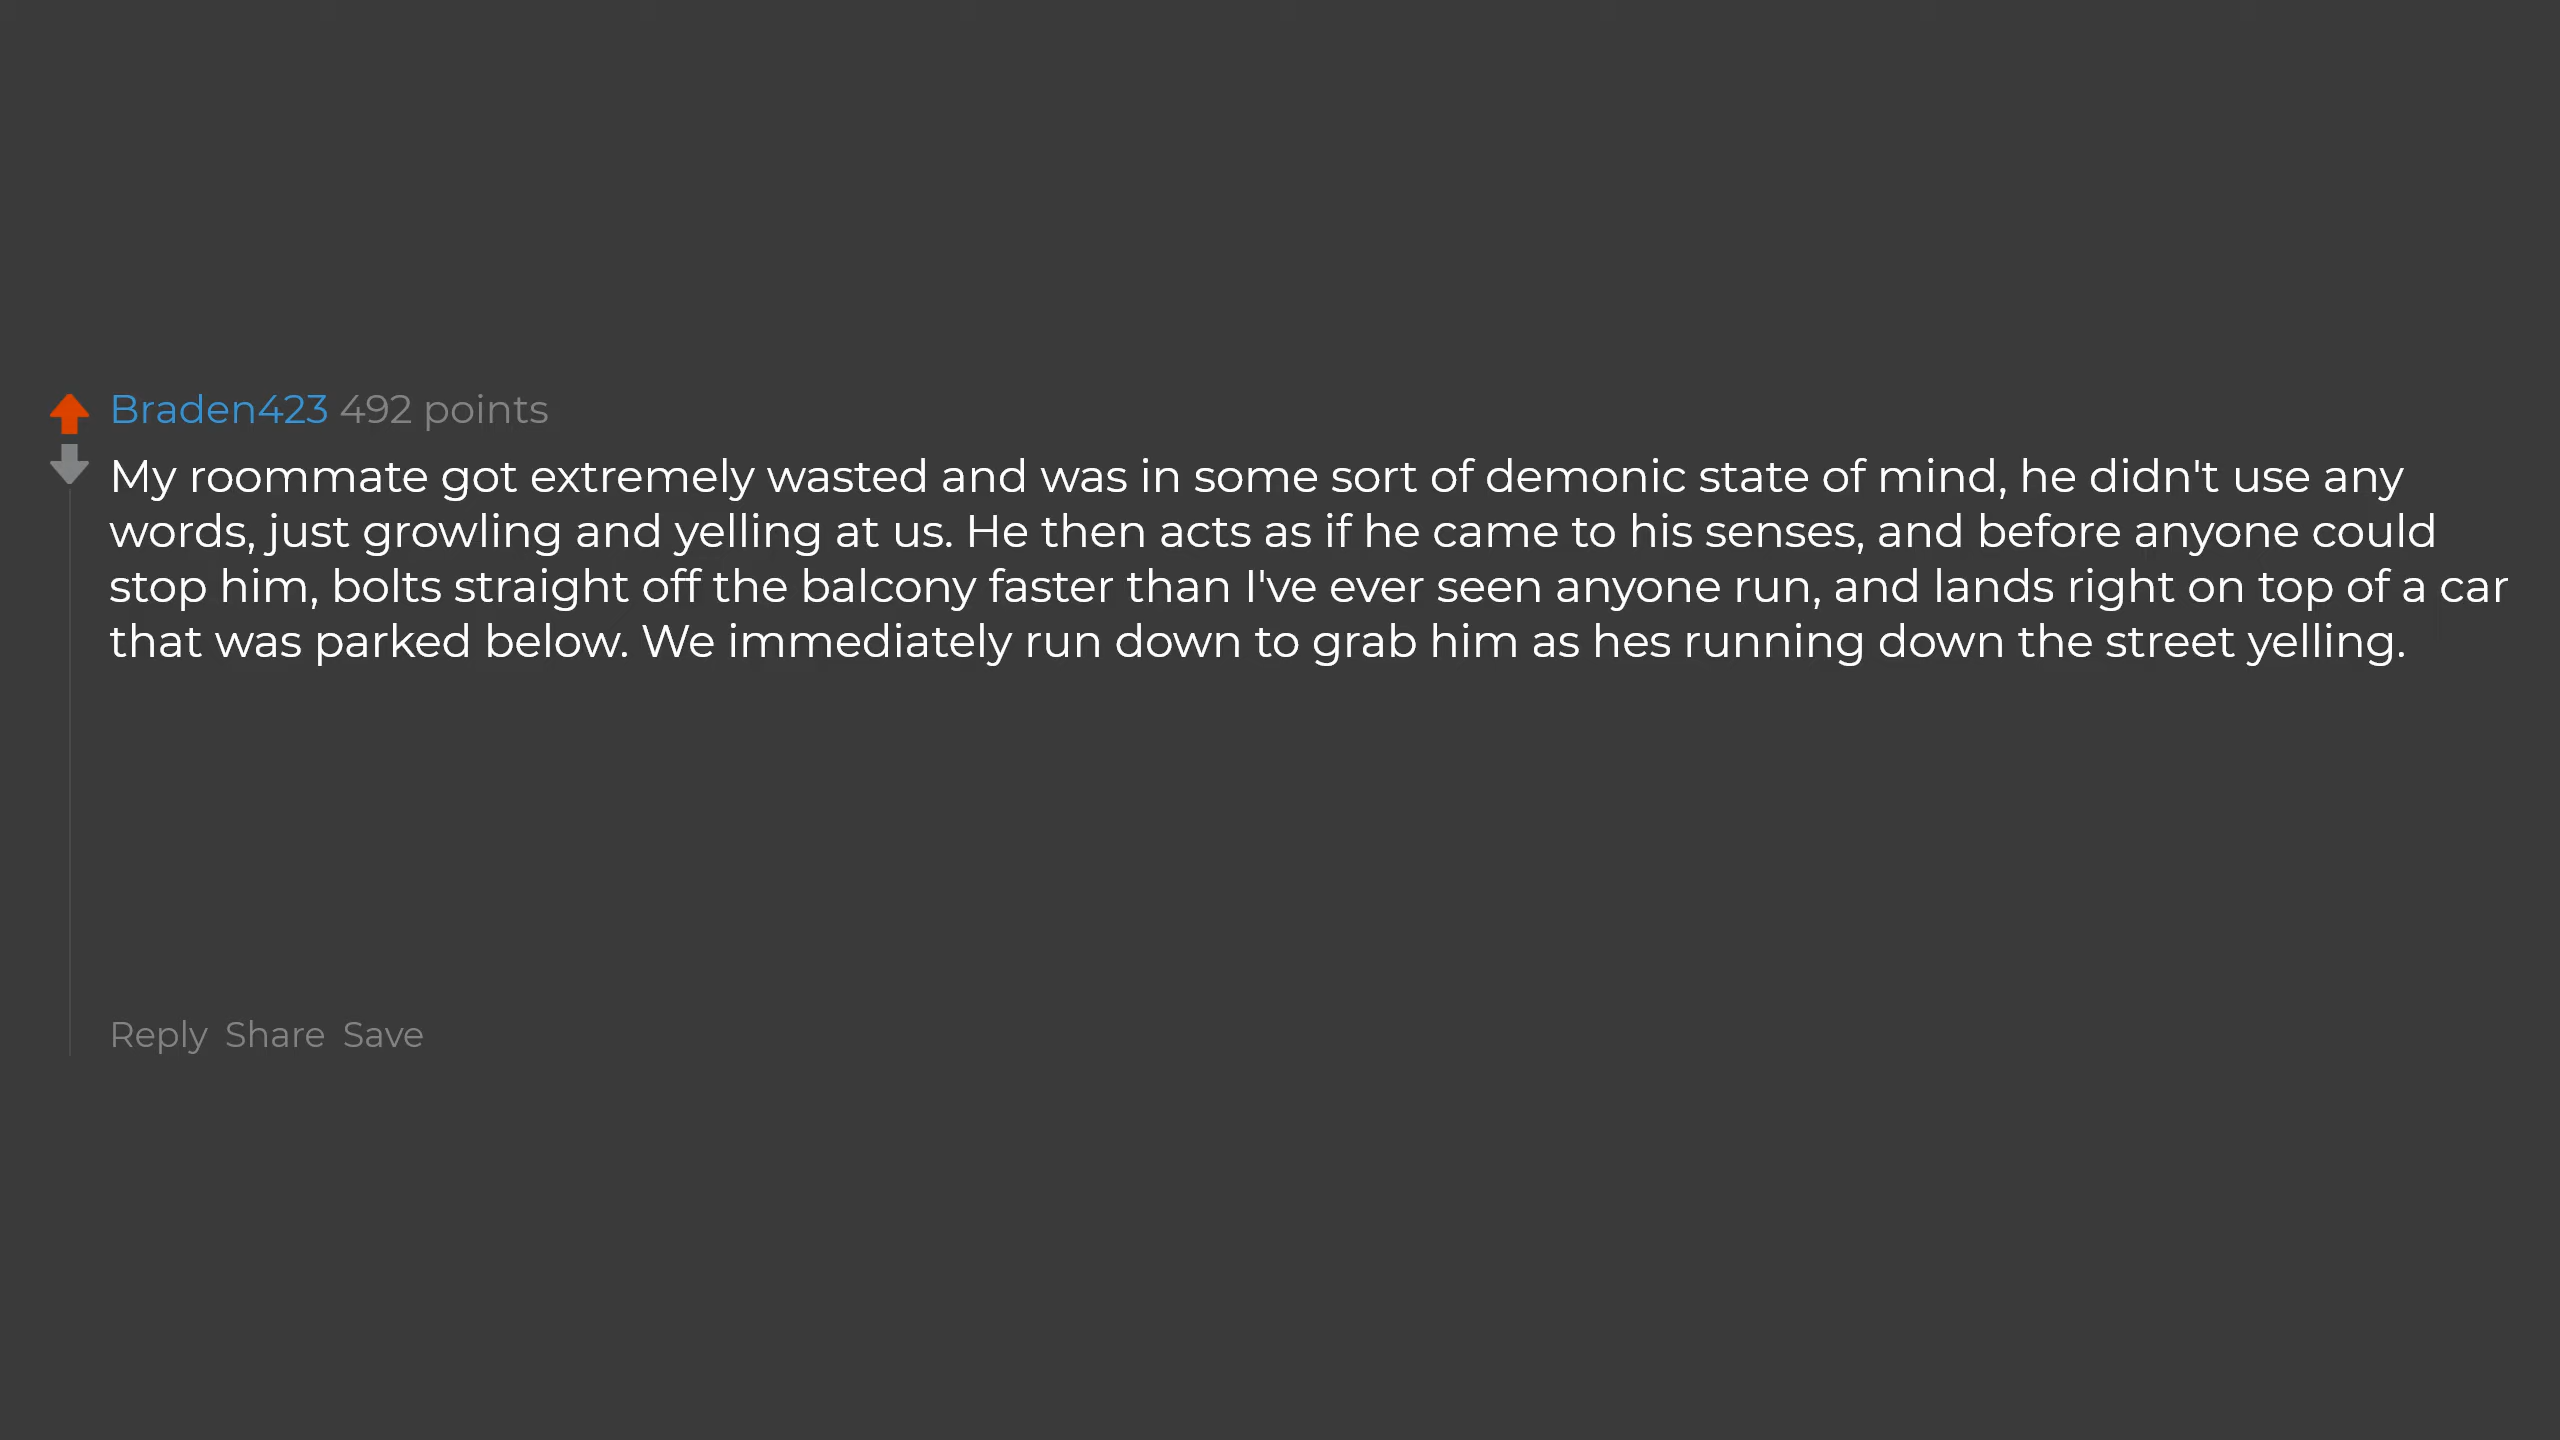 Braden423 492 points
My roommate got extremely wasted and was in some sort of demonic state of mind, he didn't use any
words, just growling and yelling at us. He then acts as if he came to his senses, and before anyone could
stop him, bolts straight off the balcony faster than I've ever seen anyone run, and lands right on top of a car
that was parked below. We immediately run down to grab him as hes running down the street yelling.
Reply Share Save